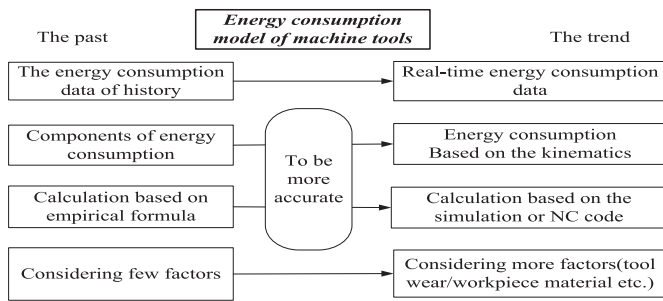 Energy consumption
model of machine tools
The past
The trend
The energy consumption
data of history
Real-time energy consumption
data
Components of energy
consumption
To be
more
accurate
Energy consumption
Based on the kinematics
Calculation based on
empirical formula
Calculation based on the
simulation or NC code
Considering few factors
Considering more factors(tool
wear/workpiece material etc.)